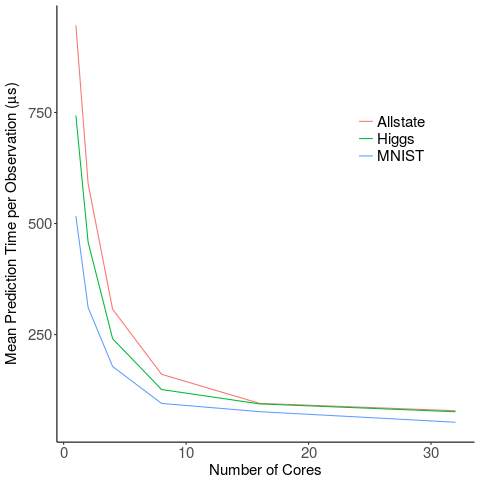 Mean Prediction Time per Observation (µs)
750
500
250
Allstate
Higgs
MNIST
0 10 20 30
Number of Cores